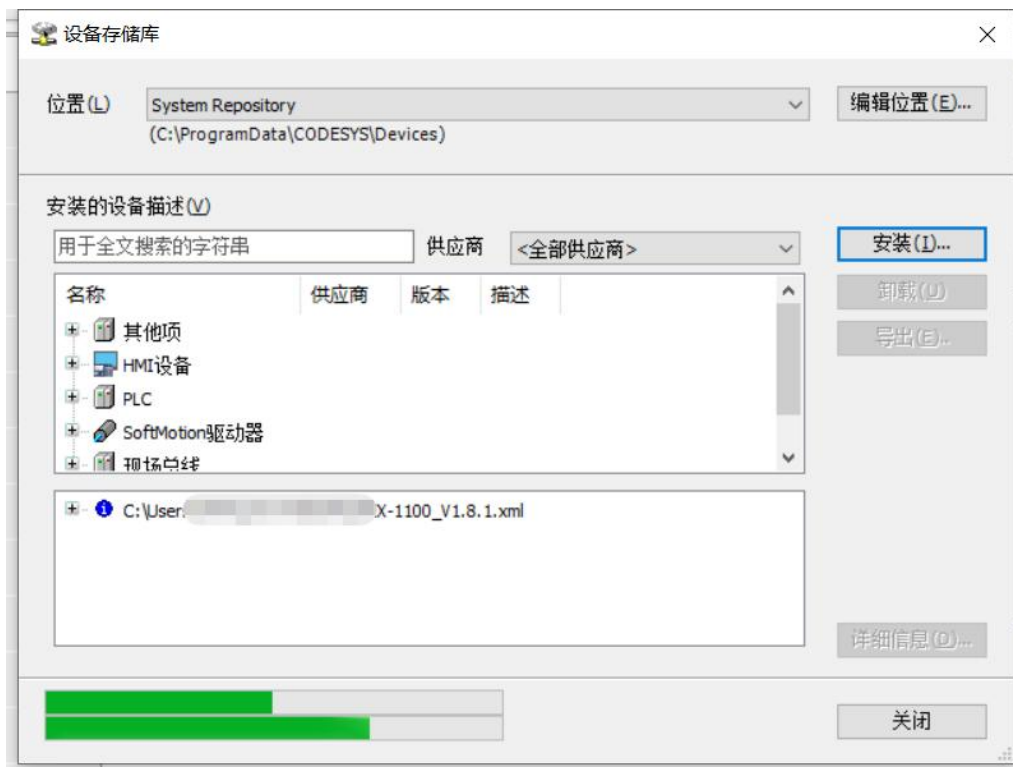 设备存储库
位置(L) System Repository 编辑位置(E)...
(C:\ProgramData\CODESYS\Devices)
安装的设备描述(V)
用于全文搜索的字符串 供应商 <全部供应商> 安装(I)...
名称 供应商 版本 描述 卸载(U)
其他项
导出(E)..
HMI设备
PLC
SoftMotion驱动器
现场总线
C:\User X-1100_V1.8.1.xml
详细信息(D)...
关闭